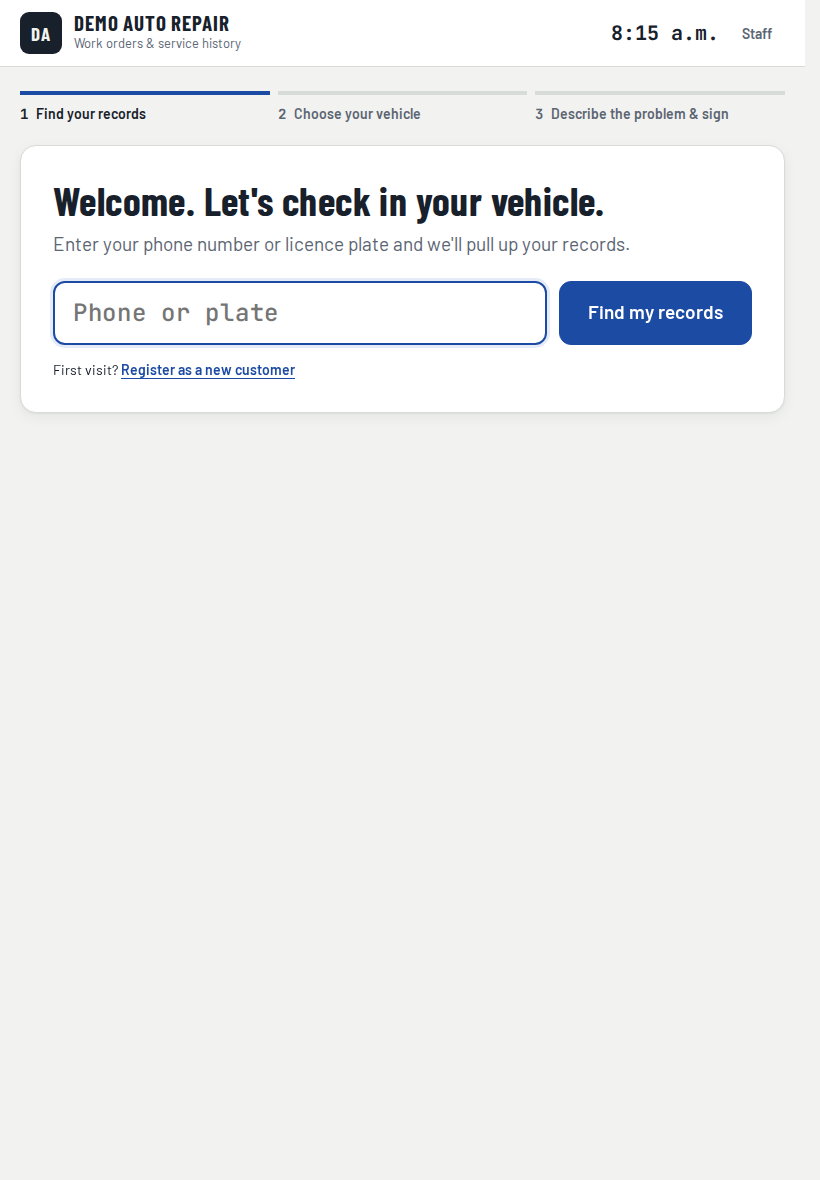 DA
DEMO AUTO REPAIR
Work orders & service history
8:15 a.m.
Staff
1 Find your records
2 Choose your vehicle
3 Describe the problem & sign
Welcome. Let's check in your vehicle.
Enter your phone number or licence plate and we'll pull up your records.
Phone or plate
Find my records
First visit? Register as a new customer